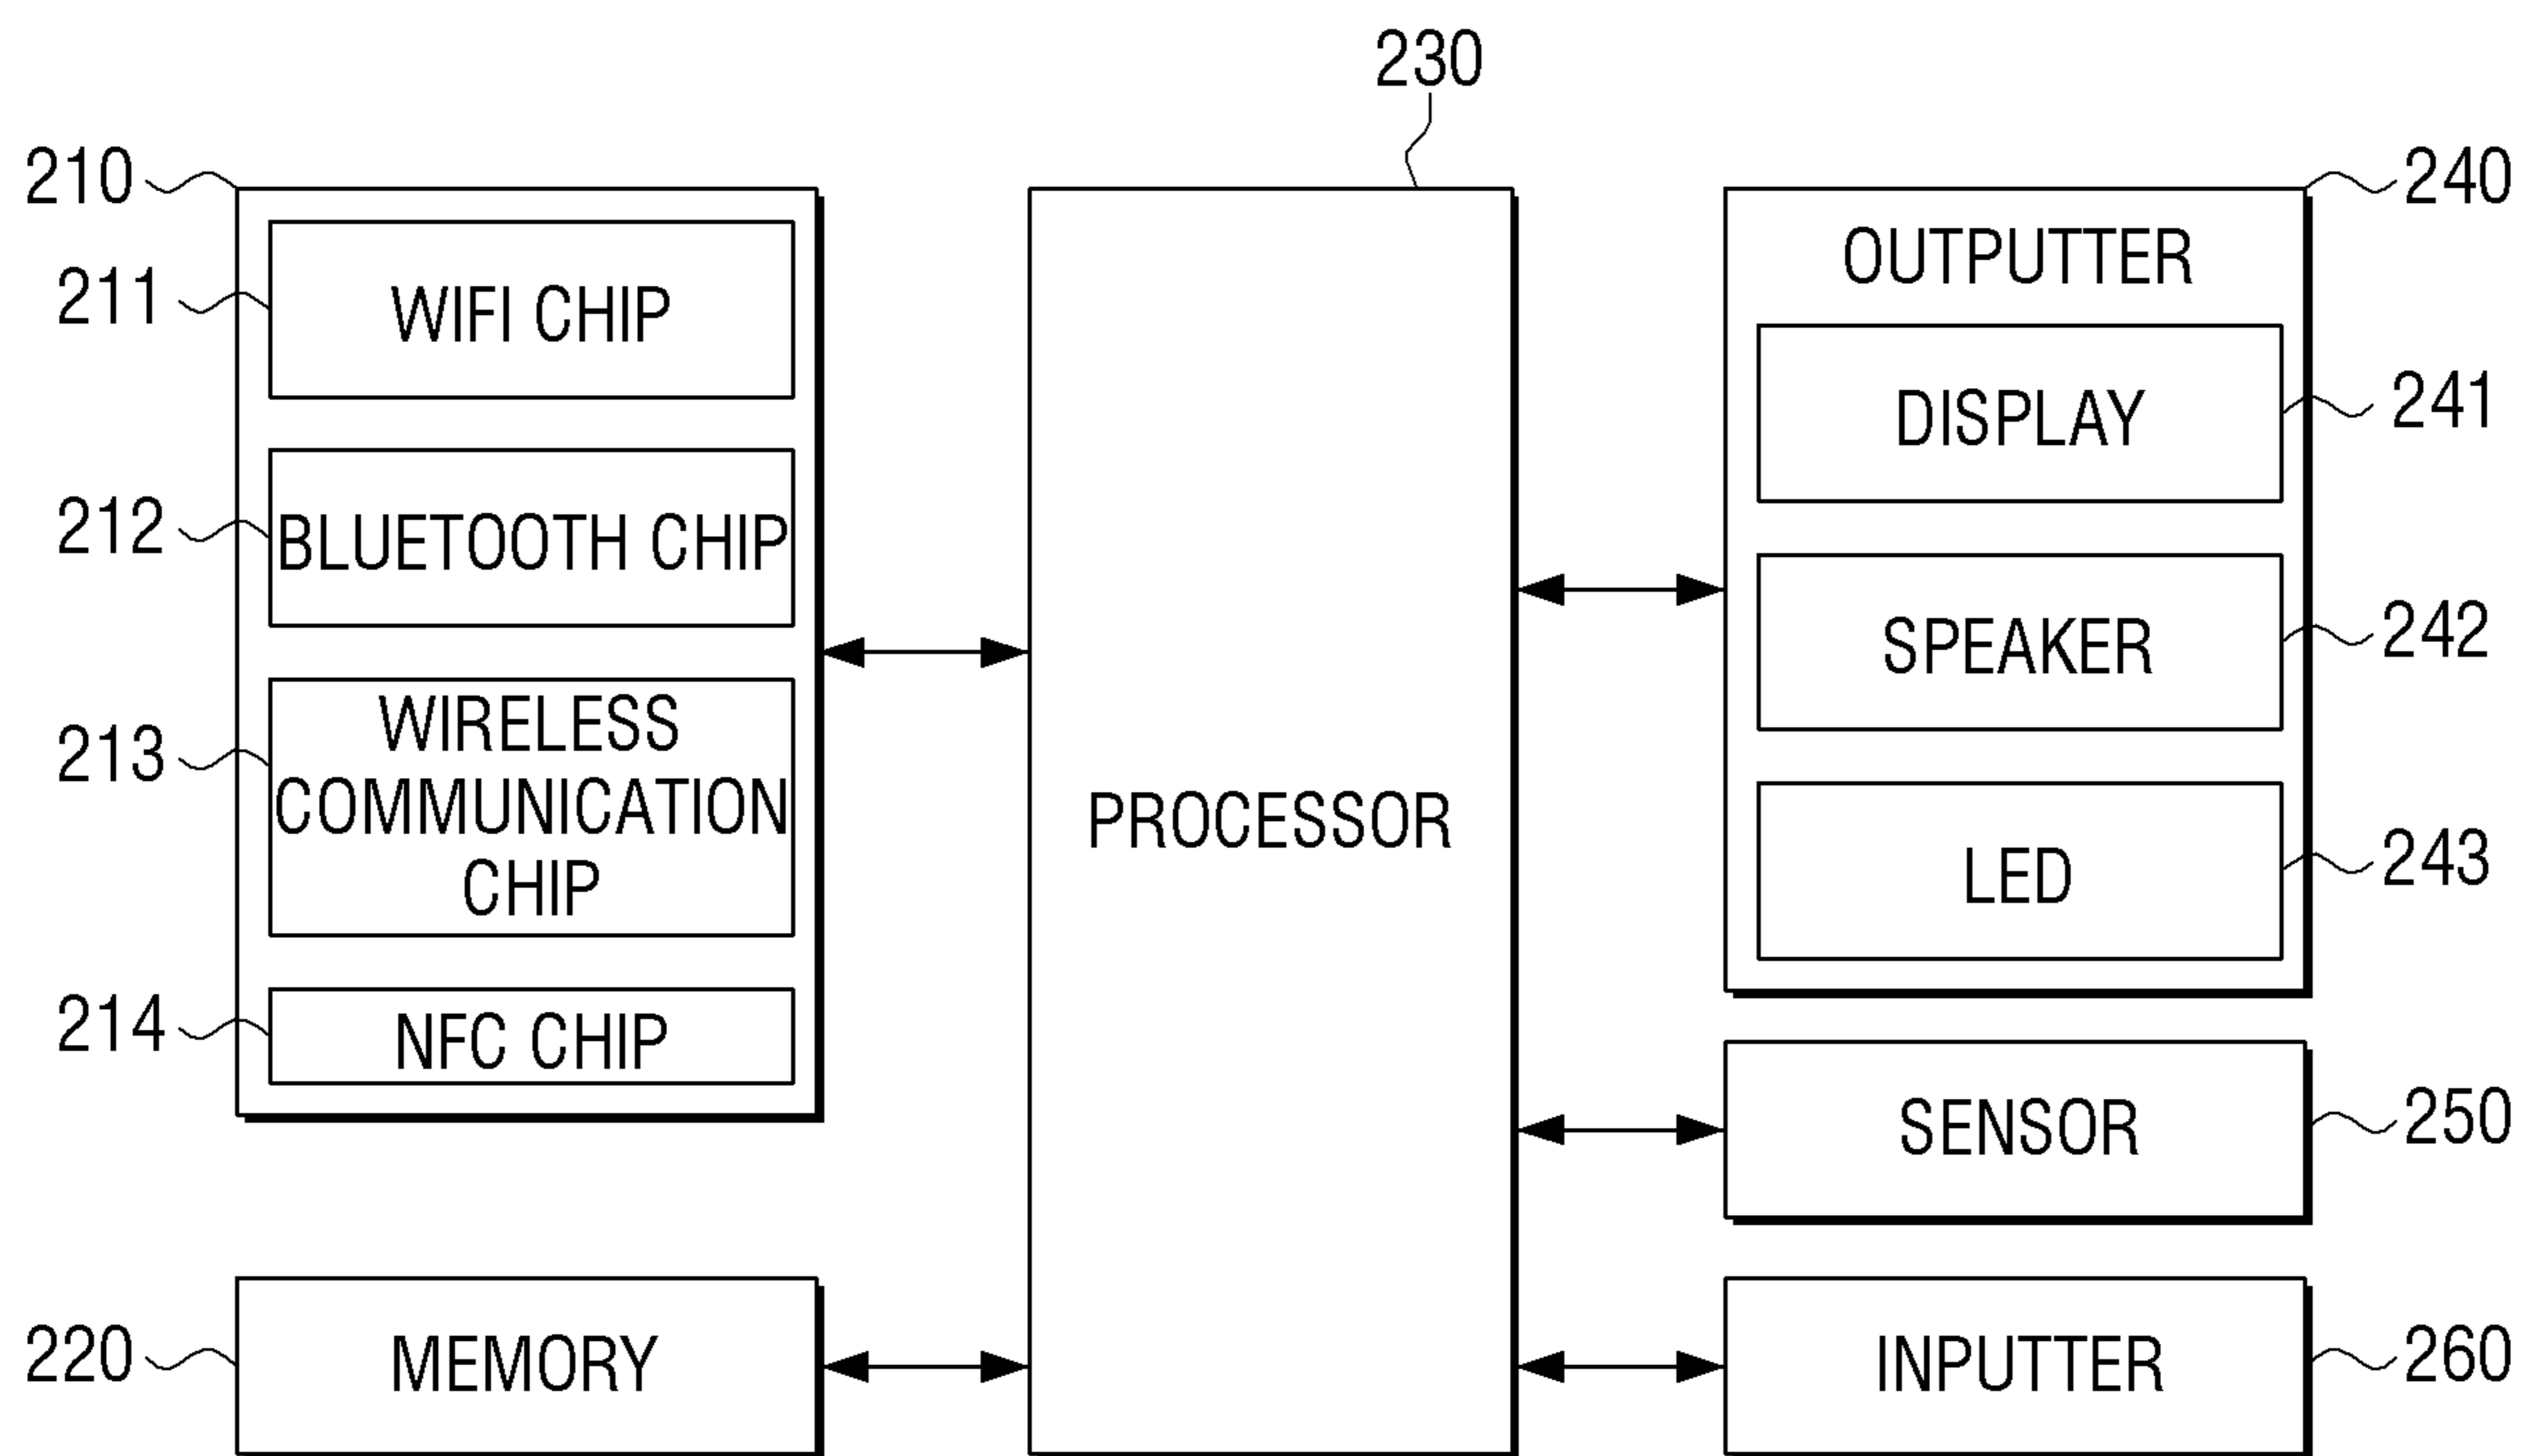 230
210
240
211
WIFI CHIP
OUTPUTTER
241
DISPLAY
212
BLUETOOTH CHIP
242
SPEAKER
213
WIRELESS
COMMUNICATION
CHIP
PROCESSOR
243
LED
214
NFC CHIP
SENSOR
250
220
MEMORY
INPUTTER
260